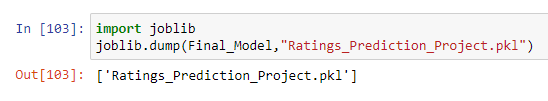 In [103]: import joblib
joblib.dump(Final_Model,"Ratings_Prediction_Project.pkl")
Out[103]: ['Ratings_Prediction_Project.pkl']